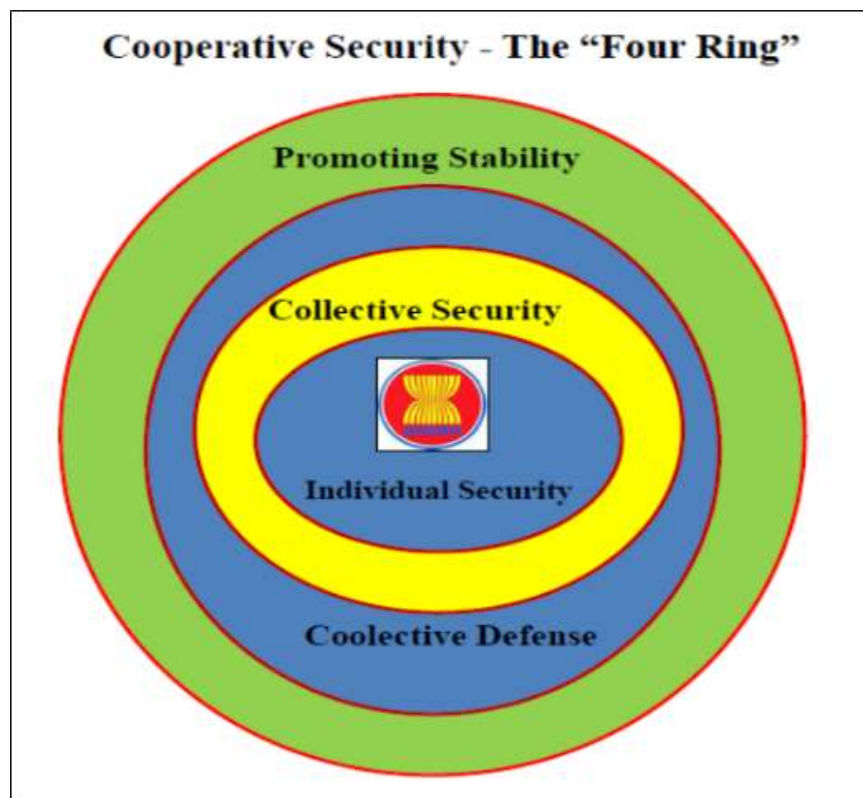 Cooperative Security - The “Four Ring”
Promoting Stability
Collective Security
Individual Security
Coolective Defense